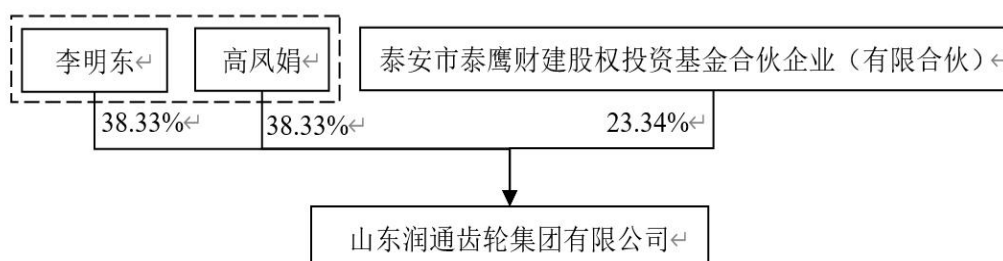 李明东
高凤娟
泰安市泰鹰财建股权投资基金合伙企业（有限合伙）
38.33%
38.33%
23.34%
山东润通齿轮集团有限公司